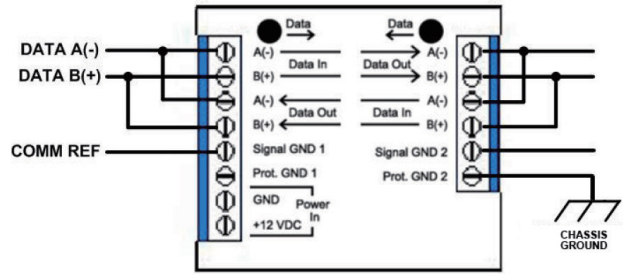 Data Data
DATA A(-) A(-) A(-)
Data In Data Out
DATA B(+) B(+) B(+)
A(-) A(-)
Data Out Data In
B(+) B(+)
COMM REF Signal GND 1 Signal GND 2
Prot. GND 1 Prot. GND 2
GND Power
In
+12 VDC
CHASSIS
GROUND